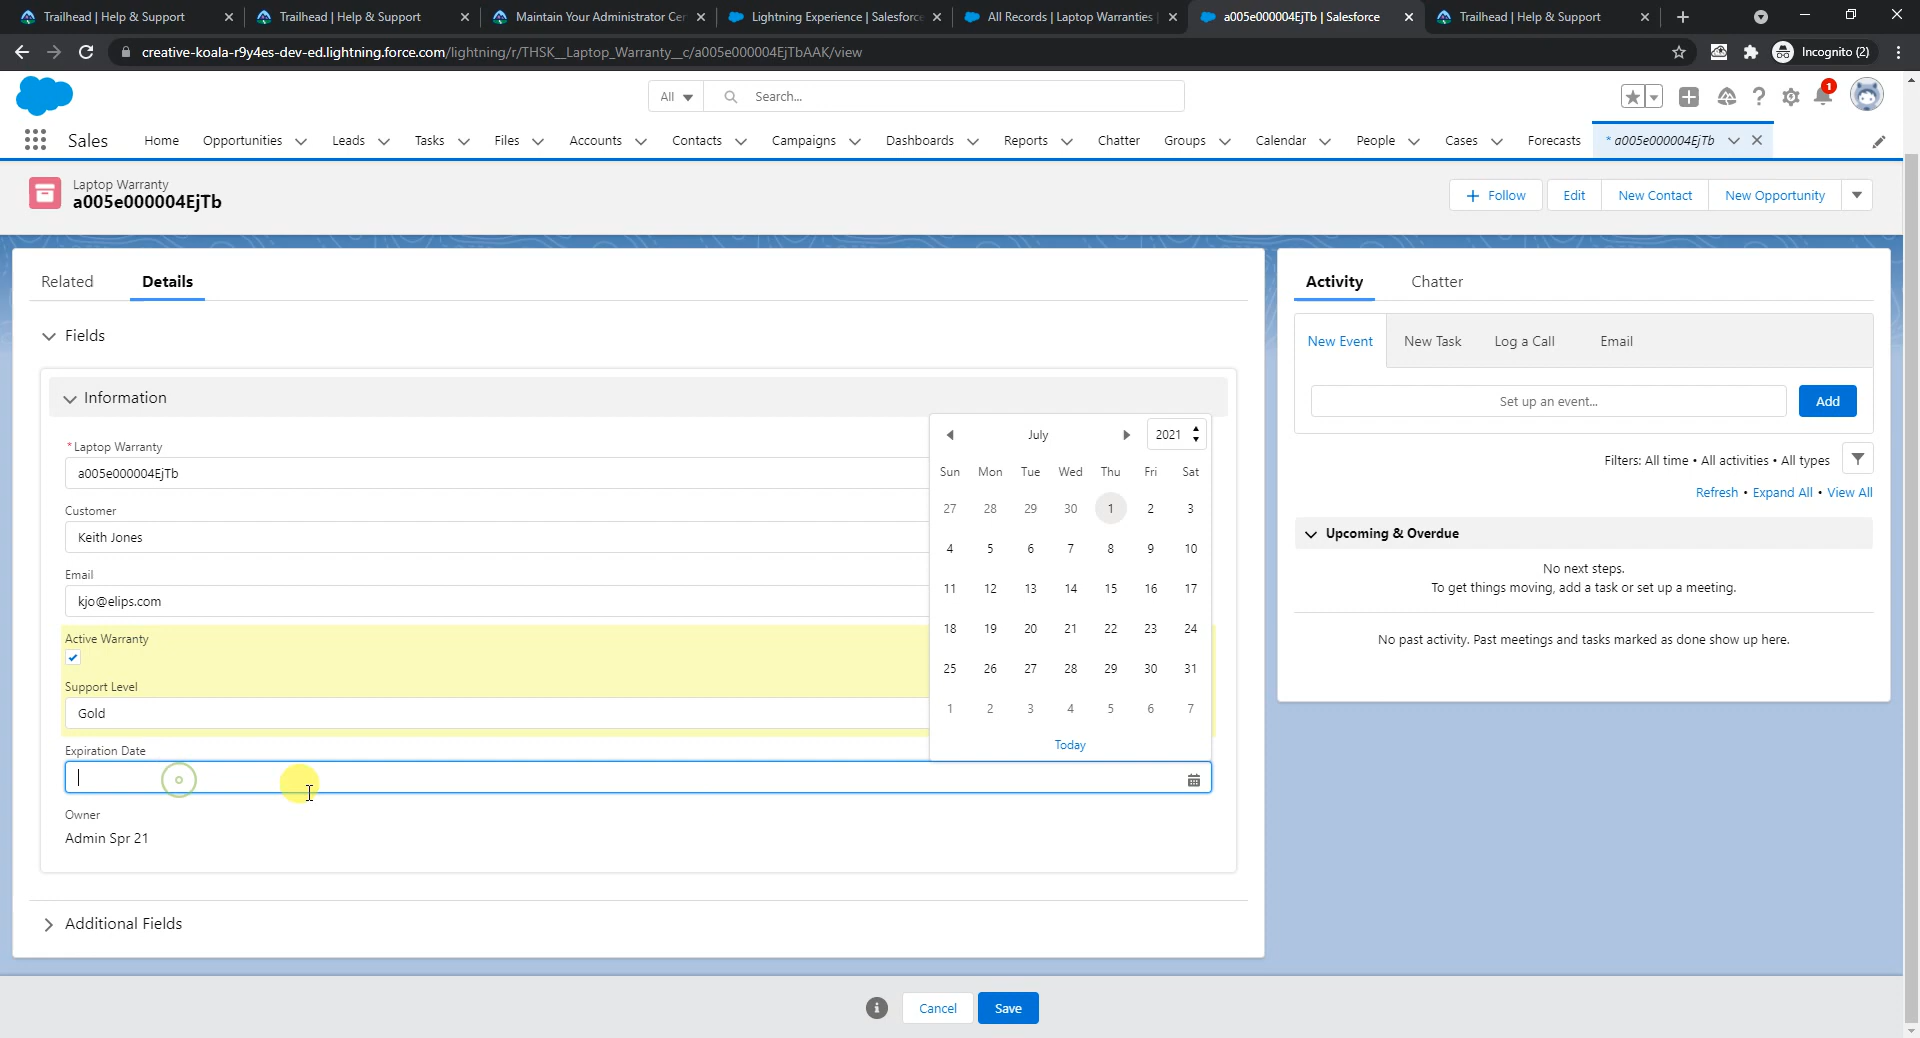 Trailhead | Help & Support
Trailhead | Help & Support
Maintain Your Administrator Cer
Lightning Experience | Salesforce
All Records | Laptop Warranties |
a005e000004EjTb | Salesforce
Trailhead | Help & Support
creative-koala-r9y4es-dev-ed.lightning.force.com/lightning/r/THSK__Laptop_Warranty__c/a005e000004EjTbAAK/view
Incognito (2)
All
Search...
1
Sales
Home
Opportunities
Leads
Tasks
Files
Accounts
Contacts
Campaigns
Dashboards
Reports
Chatter
Groups
Calendar
People
Cases
Forecasts
* a005e000004EjTb
Laptop Warranty
a005e000004EjTb
Follow
Edit
New Contact
New Opportunity
Related
Details
Fields
Information
*Laptop Warranty
a005e000004EjTb
Customer
Keith Jones
Email
kjo@elips.com
Active Warranty
Support Level
Gold
Expiration Date
Owner
Admin Spr 21
Additional Fields
July
2021
Sun Mon Tue Wed Thu Fri Sat
27 28 29 30 1 2 3
4 5 6 7 8 9 10
11 12 13 14 15 16 17
18 19 20 21 22 23 24
25 26 27 28 29 30 31
1 2 3 4 5 6 7
Today
Activity
Chatter
New Event
New Task
Log a Call
Email
Set up an event...
Add
Filters: All time • All activities • All types
Refresh • Expand All • View All
Upcoming & Overdue
No next steps.
To get things moving, add a task or set up a meeting.
No past activity. Past meetings and tasks marked as done show up here.
Cancel
Save